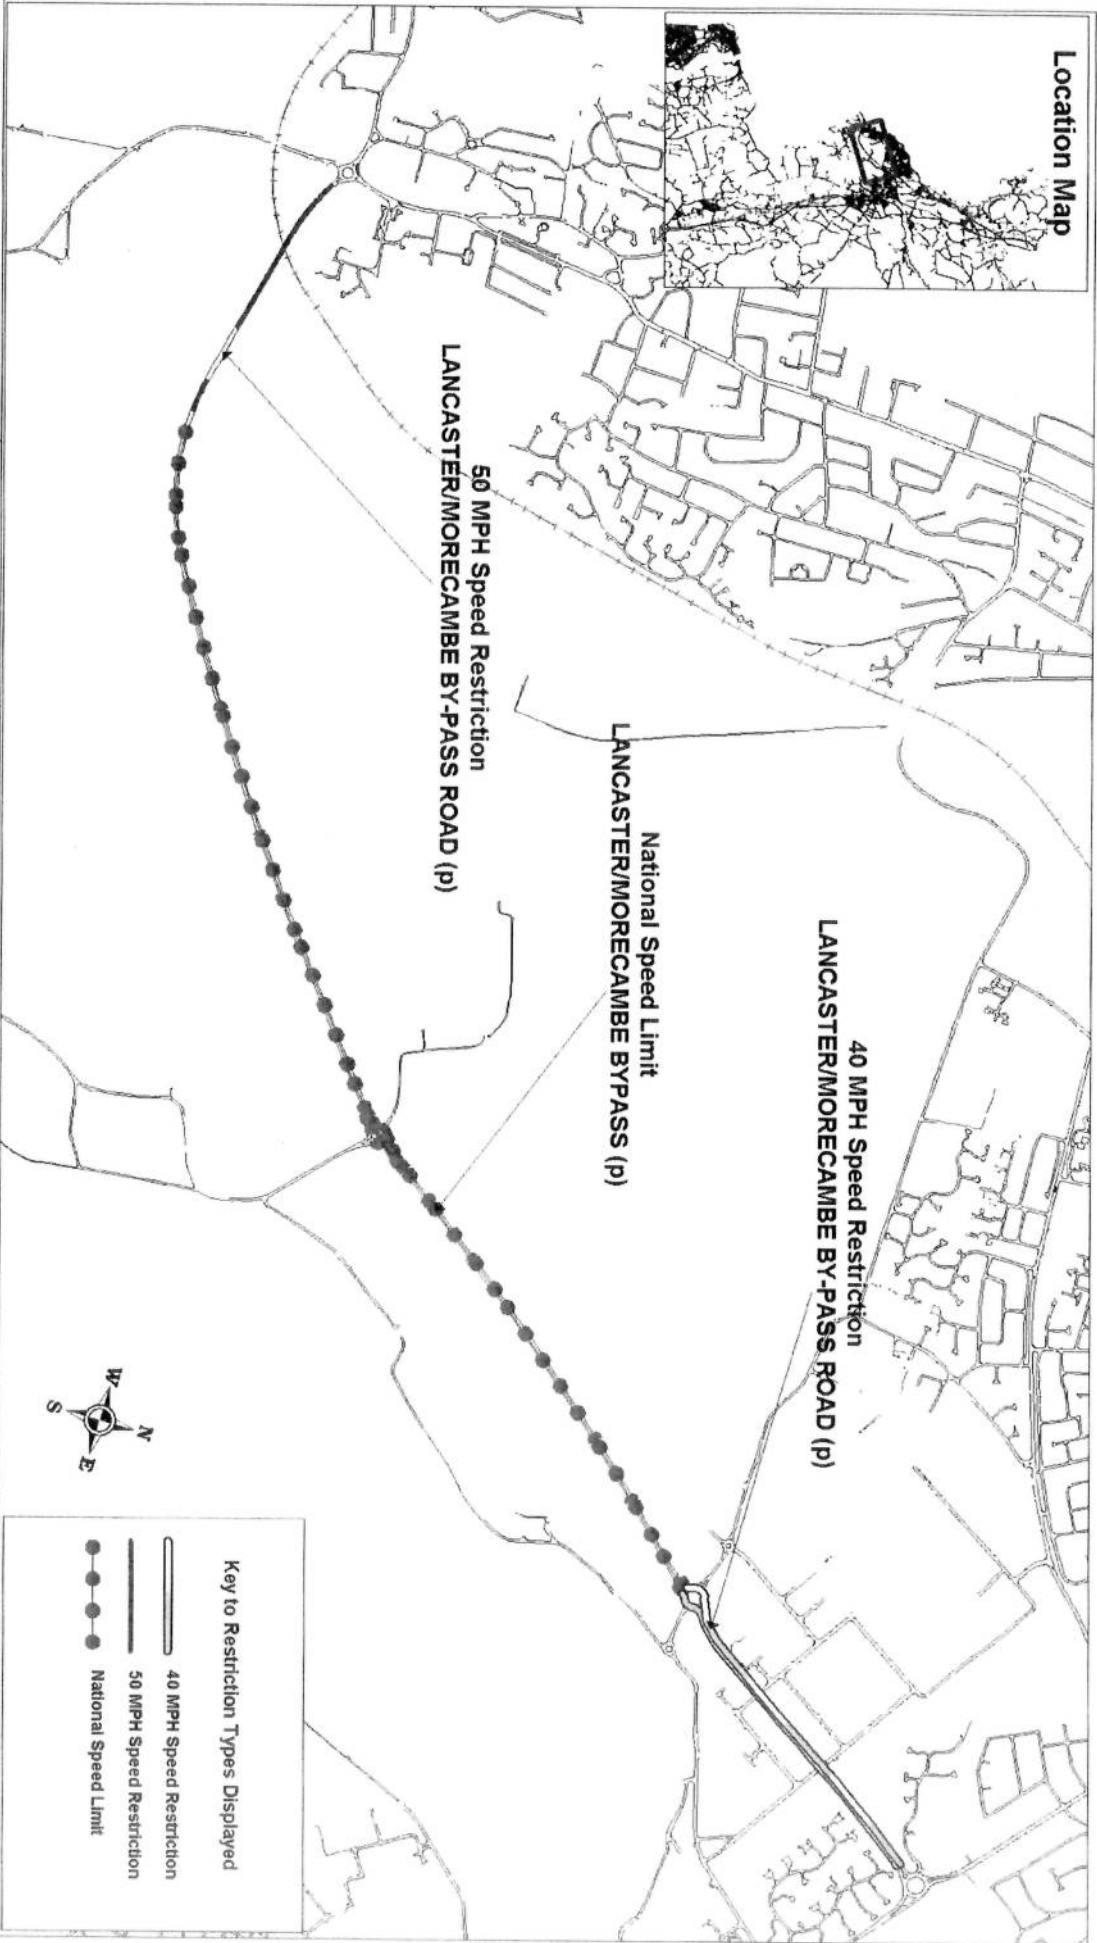 Location Map
50 MPH Speed Restriction
LANCASTER/MORECAMBE BY-PASS ROAD (p)
National Speed Limit
LANCASTER/MORECAMBE BYPASS (p)
40 MPH Speed Restriction
LANCASTER/MORECAMBE BY-PASS ROAD (p)
N
W
E
S
Key to Restriction Types Displayed
40 MPH Speed Restriction
50 MPH Speed Restriction
National Speed Limit